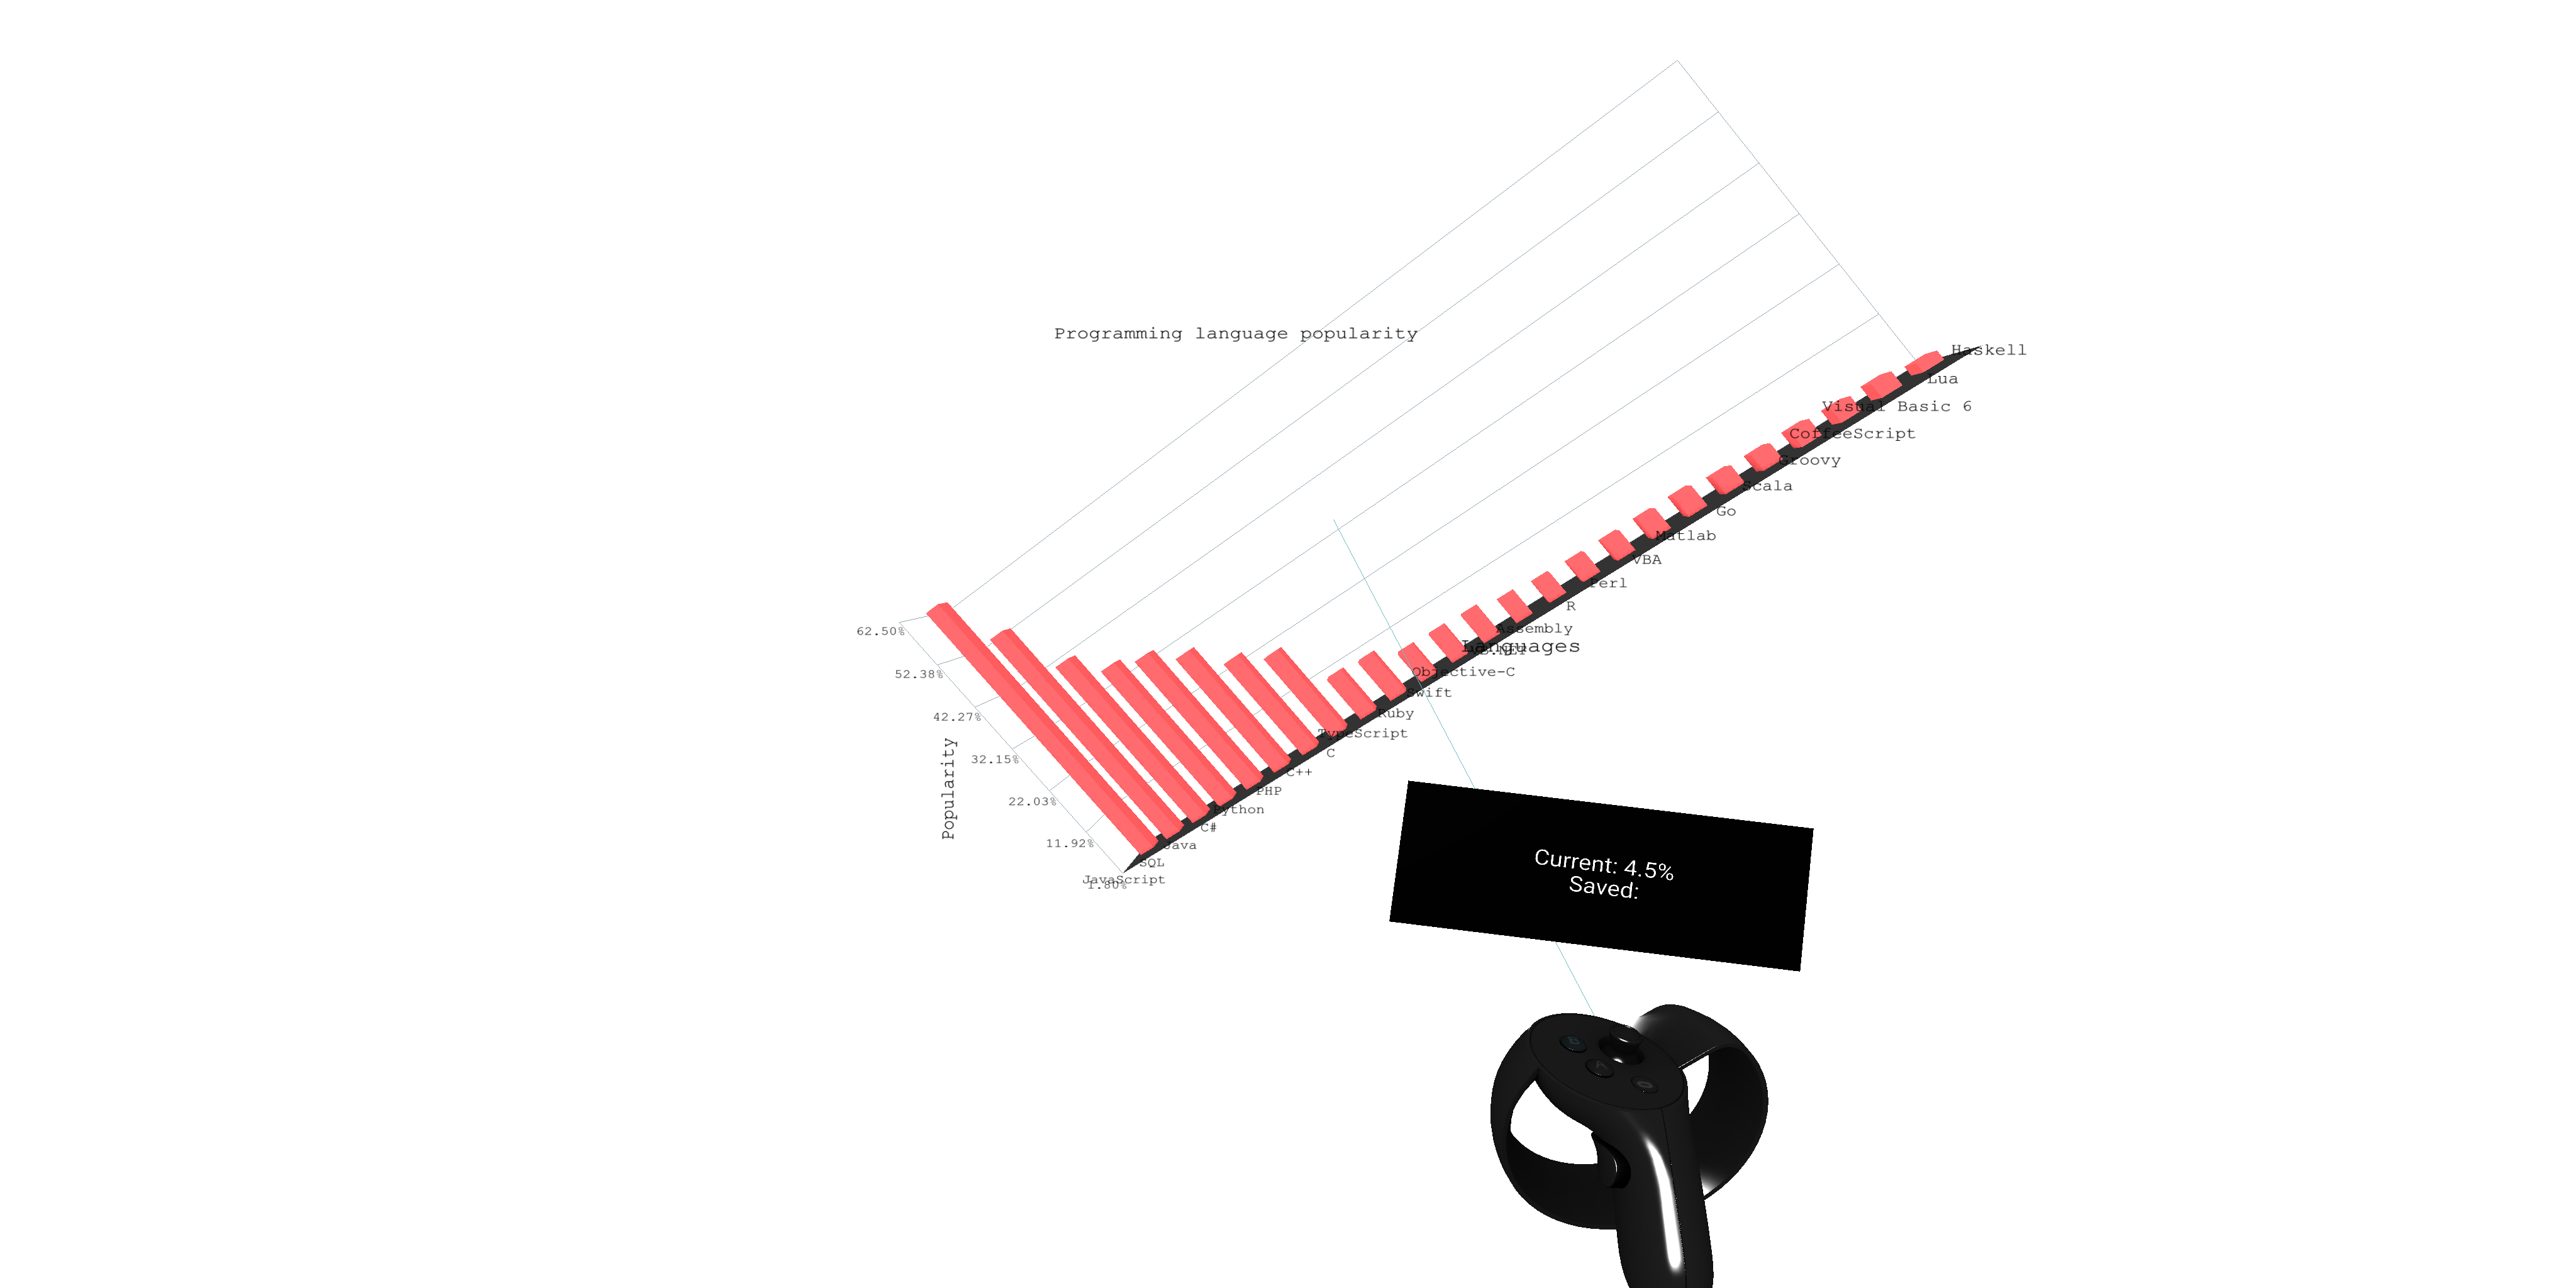 Programming language popularity
Popularity
62.50%
52.38%
42.27%
32.15%
22.03%
11.92%
1.80%
JavaScript
SQL
Java
C#
Python
PHP
C++
C
TypeScript
Ruby
Swift
Objective-C
Languages
Assembly
R
Perl
VBA
Matlab
Go
Scala
Groovy
CoffeeScript
Visual Basic 6
Lua
Haskell
Current: 4.5%
Saved: